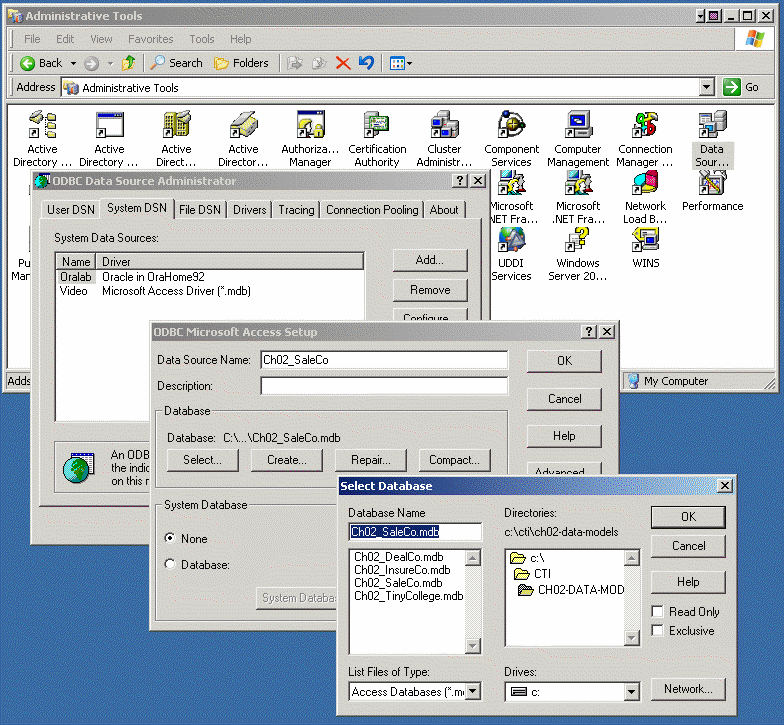 Administrative Tools
File Edit View Favorites Tools Help
Back Search Folders
Address Administrative Tools Go
Active Directory ...
Active Directory ...
Active Direct...
Active Director...
Authoriza... Manager
Certification Authority
Cluster Administr...
Component Services
Computer Management
Connection Manager ...
Data Sour...
Microsoft .NET Fra...
Microsoft .NET Fra...
Network Load B...
Performance
UDDI Services
Windows Server 20...
WINS
My Computer
ODBC Data Source Administrator
User DSN System DSN File DSN Drivers Tracing Connection Pooling About
System Data Sources:
Name Driver
Oralab Oracle in OraHome92
Video Microsoft Access Driver (*.mdb)
Add...
Remove
Configure
An ODB
the indic
on this r
ODBC Microsoft Access Setup
Data Source Name: Ch02_SaleCo
Description:
OK
Cancel
Help
Advanced
Database
Database: C:\...\Ch02_SaleCo.mdb
Select... Create... Repair... Compact...
System Database
None
Database:
System Databa
Select Database
Database Name
Ch02_SaleCo.mdb
Ch02_DealCo.mdb
Ch02_InsureCo.mdb
Ch02_SaleCo.mdb
Ch02_TinyCollege.mdb
List Files of Type:
Access Databases (*.m
Directories:
c:\cti\ch02-data-models
c:\
CTI
CH02-DATA-MOD
Drives:
c:
OK
Cancel
Help
Read Only
Exclusive
Network...